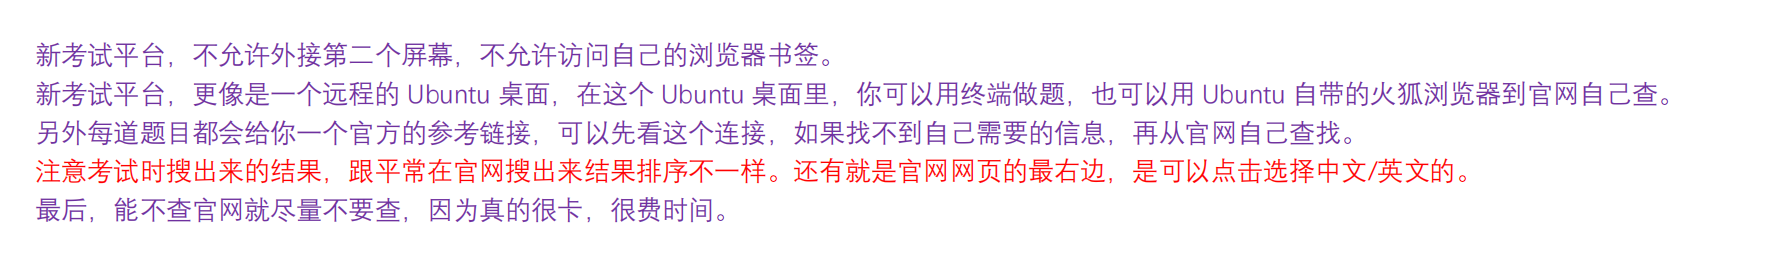 新考试平台，不允许外接第二个屏幕，不允许访问自己的浏览器书签。
新考试平台，更像是一个远程的 Ubuntu 桌面，在这个 Ubuntu 桌面里，你可以用终端做题，也可以用 Ubuntu 自带的火狐浏览器到官网自己查。
另外每道题目都会给你一个官方的参考链接，可以先看这个连接，如果找不到自己需要的信息，再从官网自己查找。
注意考试时搜出来的结果，跟平常在官网搜出来结果排序不一样。还有就是官网网页的最右边，是可以点击选择中文/英文的。
最后，能不查官网就尽量不要查，因为真的很卡，很费时间。